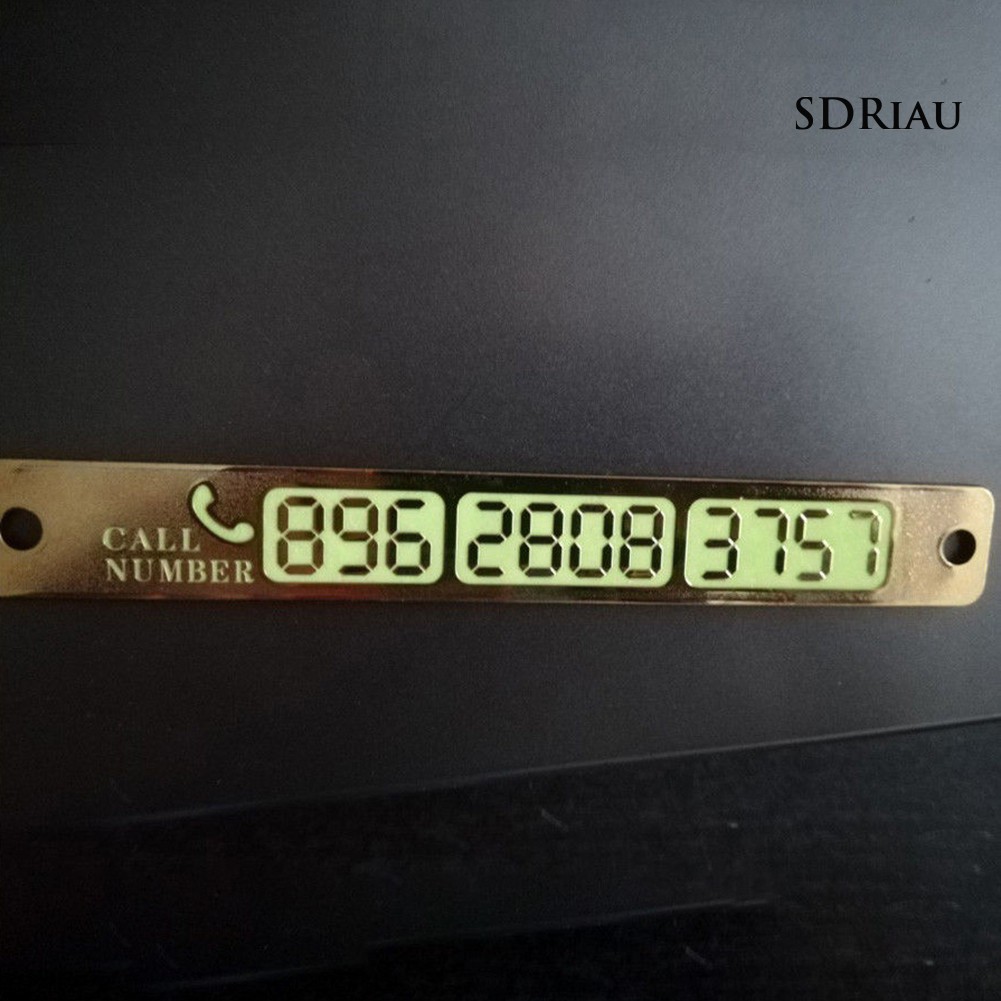 SDRIAU
CALL
NUMBER
896 2808 3757